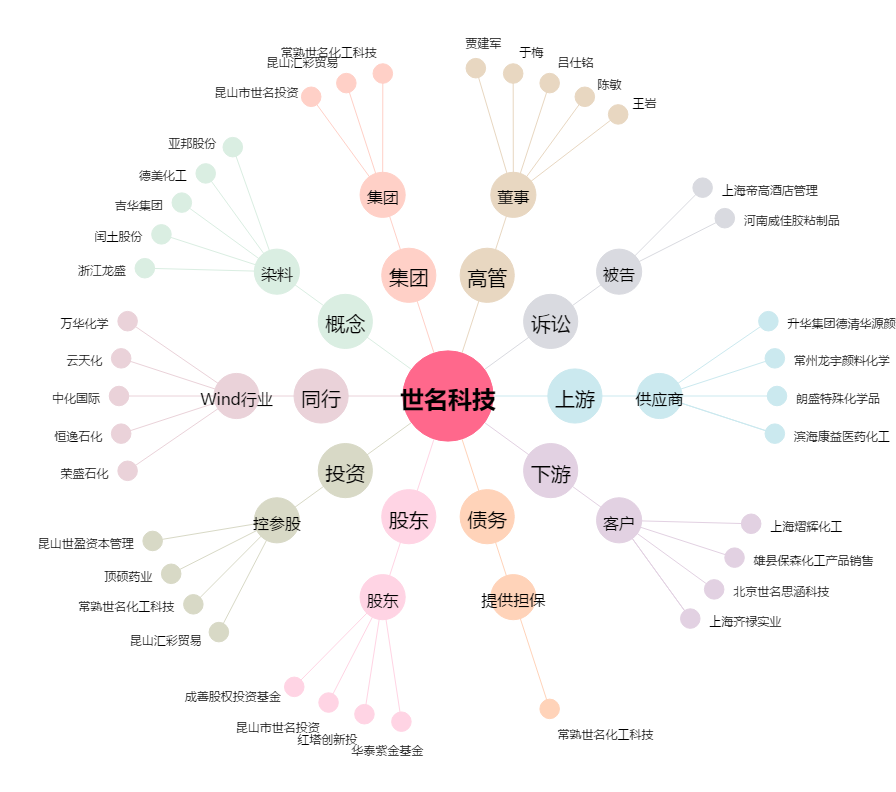 贾建军
常熟世名化工科技
于梅
昆山汇彩贸易
吕仕铭
陈敏
昆山市世名投资
王岩
亚邦股份
德美化工
集团
董事
上海帝高酒店管理
吉华集团
河南威佳胶粘制品
闰土股份
浙江龙盛
染料
集团
高管
被告
万华化学
概念
诉讼
升华集团德清华源颜
云天化
常州龙宇颜料化学
中化国际
Wind行业
同行
世名科技
上游
供应商
朗盛特殊化学品
恒逸石化
滨海康益医药化工
荣盛石化
投资
下游
控参股
股东
债务
客户
上海熠辉化工
昆山世盈资本管理
雄县保森化工产品销售
顶硕药业
北京世名思涵科技
常熟世名化工科技
股东
提供担保
上海齐禄实业
昆山汇彩贸易
成善股权投资基金
昆山市世名投资
红塔创新投
常熟世名化工科技
华泰紫金基金